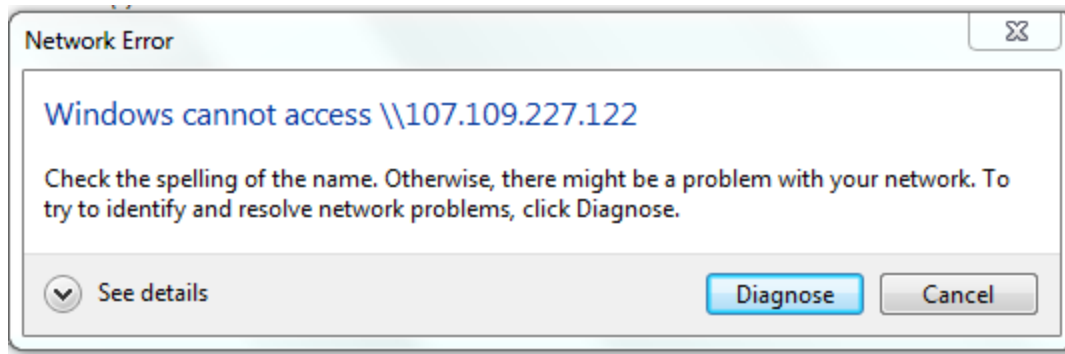 Network Error
Windows cannot access \\107.109.227.122
Check the spelling of the name. Otherwise, there might be a problem with your network. To
try to identify and resolve network problems, click Diagnose.
See details
Diagnose
Cancel